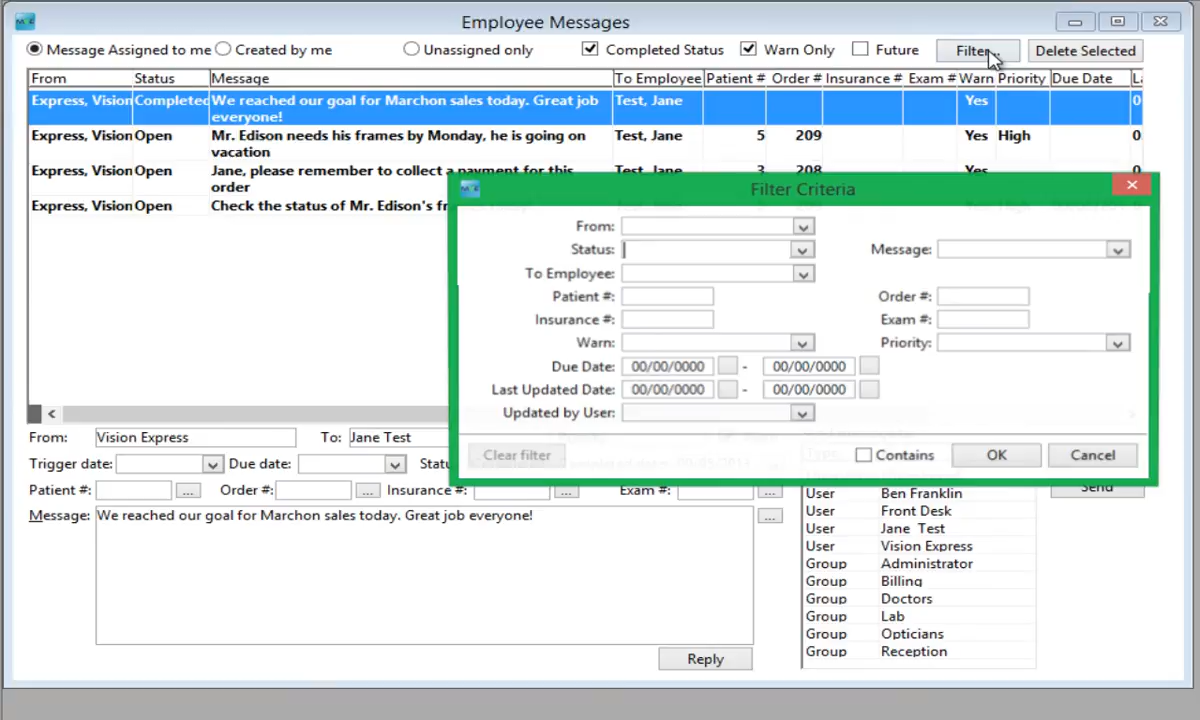 Employee Messages
Message Assigned to me Created by me Unassigned only Completed Status Warn Only Future Filter... Delete Selected
From Status Message To Employee Patient # Order # Insurance # Exam # Warn Priority Due Date
Express, Vision Completed We reached our goal for Marchon sales today. Great job Test, Jane Yes 0
everyone!
Express, Vision Open Mr. Edison needs his frames by Monday, he is going on Test, Jane 5 209 Yes High 0
vacation
Express, Vision Open Jane, please remember to collect a payment for this Test, Jane 3 208 Yes 0
order
Express, Vision Open Check the status of Mr. Edison's 0
Filter Criteria
From:
Status: Message:
To Employee:
Patient #: Order #:
Insurance #: Exam #:
Warn: Priority:
Due Date: 00/00/0000 - 00/00/0000
Last Updated Date: 00/00/0000 - 00/00/0000
Updated by User:
Clear filter Contains OK Cancel
From: Vision Express To: Jane Test
Trigger date: Due date:
Patient #: ... Order #: ... Insurance #: ... Exam #: ... Send
Message: We reached our goal for Marchon sales today. Great job everyone! ...
User Ben Franklin
User Front Desk
User Jane Test
User Vision Express
Group Administrator
Group Billing
Group Doctors
Group Lab
Group Opticians
Group Reception
Reply